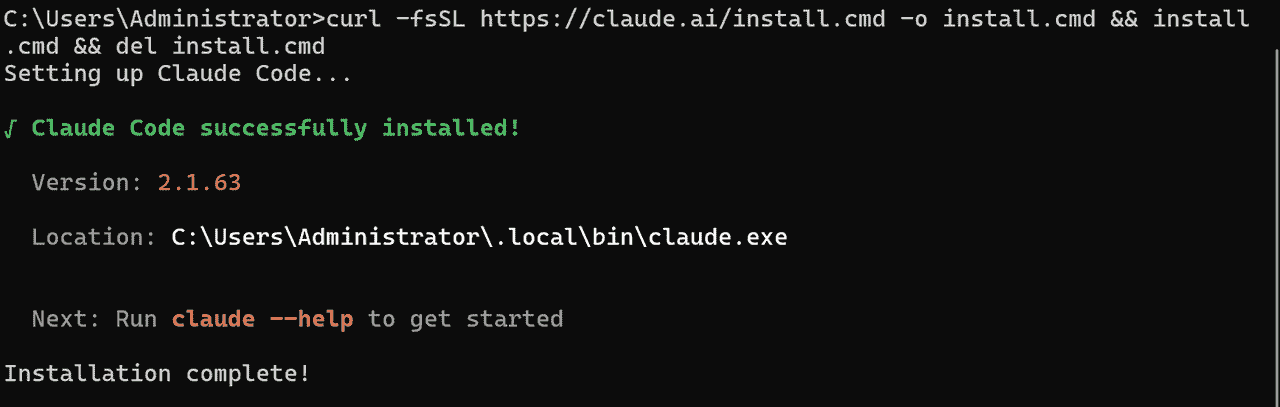 C:\Users\Administrator>curl -fsSL https://claude.ai/install.cmd -o install.cmd && install
.cmd && del install.cmd
Setting up Claude Code...
√ Claude Code successfully installed!
Version: 2.1.63
Location: C:\Users\Administrator\.local\bin\claude.exe
Next: Run claude --help to get started
Installation complete!